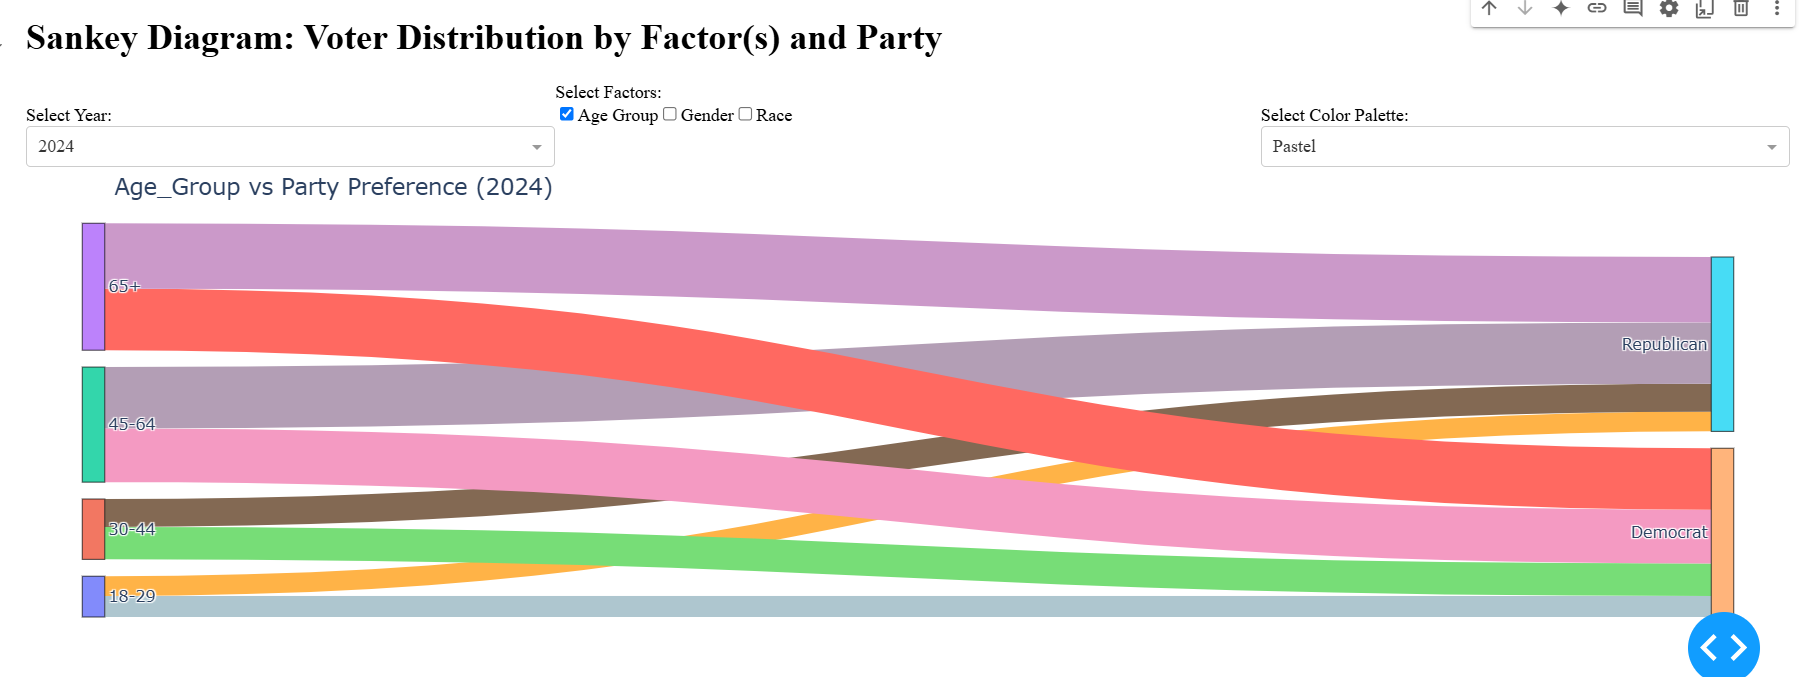 Sankey Diagram: Voter Distribution by Factor(s) and Party
Select Year:
2024
Select Factors:
Age Group Gender Race
Select Color Palette:
Pastel
Age_Group vs Party Preference (2024)
65+
45-64
30-44
18-29
Republican
Democrat